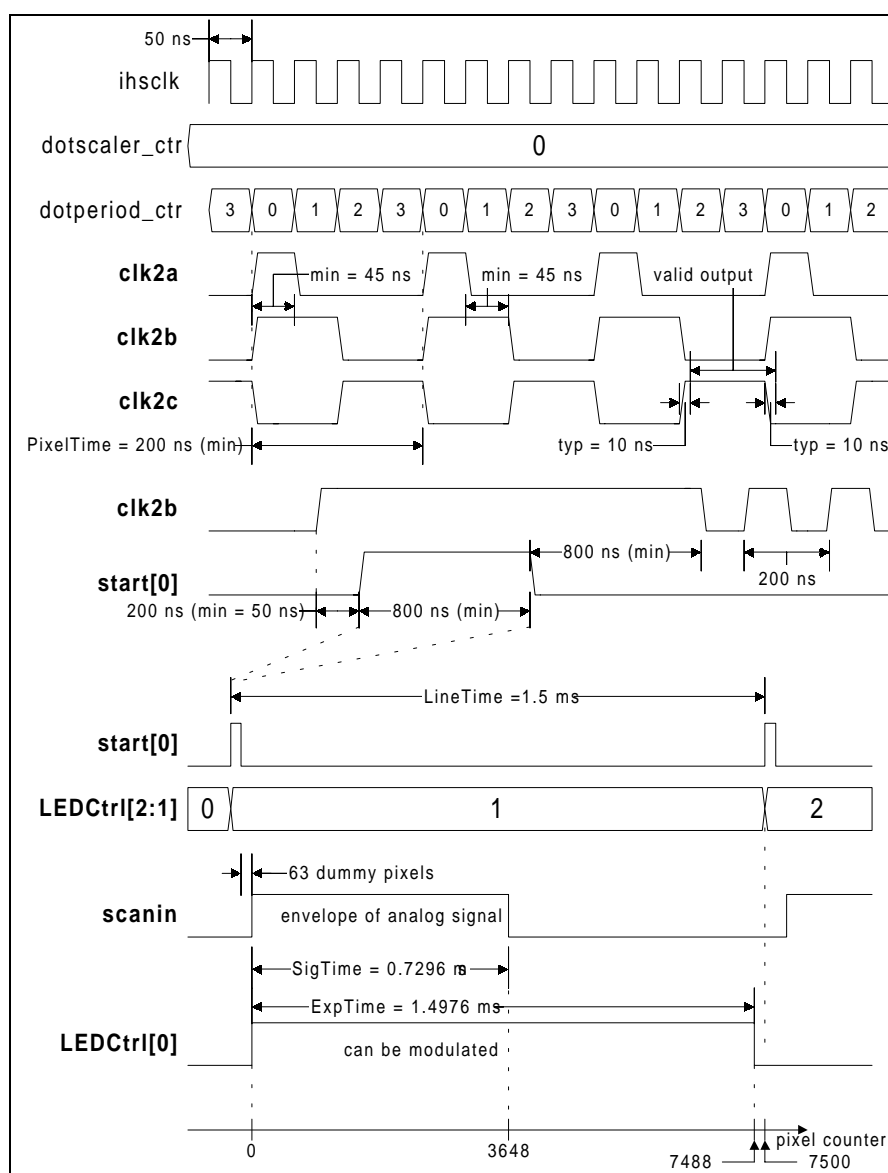 50 ns
ihsclk
dotscaler_ctr 0
dotperiod_ctr 3 0 1 2 3 0 1 2 3 0 1 2 3 0 1 2
clk2a min = 45 ns min = 45 ns valid output
clk2b
clk2c
PixelTime = 200 ns (min) typ = 10 ns typ = 10 ns
clk2b
800 ns (min)
start[0] 200 ns
200 ns (min = 50 ns) 800 ns (min)
LineTime =1.5 ms
start[0]
LEDCtrl[2:1] 0 1 2
63 dummy pixels
scanin envelope of analog signal
SigTime = 0.7296 ms
ExpTime = 1.4976 ms
LEDCtrl[0] can be modulated
pixel counter
0 3648 7488 7500